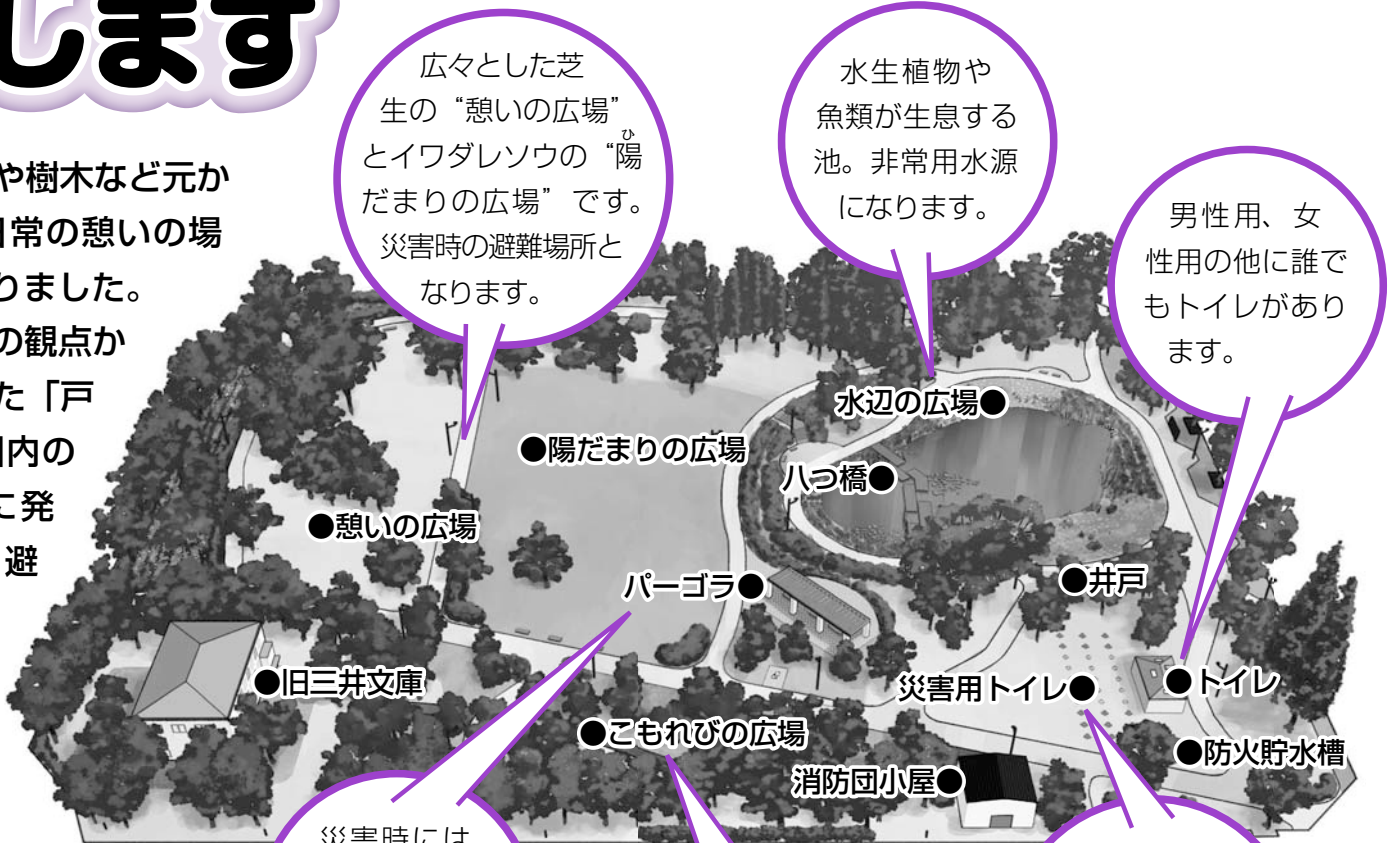 します
や樹木など元か
日常の憩いの場
りました。
の観点か
た「戸
園内の
に発
避
広々とした芝
生の“憩いの広場”
とイワダレソウの“陽
ひ
だまりの広場”です。
災害時の避難場所と
なります。
水生植物や
魚類が生息する
池。非常用水源
になります。
男性用、女
性用の他に誰で
もトイレがあり
ます。
水辺の広場●
●陽だまりの広場
八つ橋●
●憩いの広場
パーゴラ●
●井戸
●旧三井文庫
災害用トイレ●
●トイレ
●こもれびの広場
●防火貯水槽
消防団小屋●
災害時には